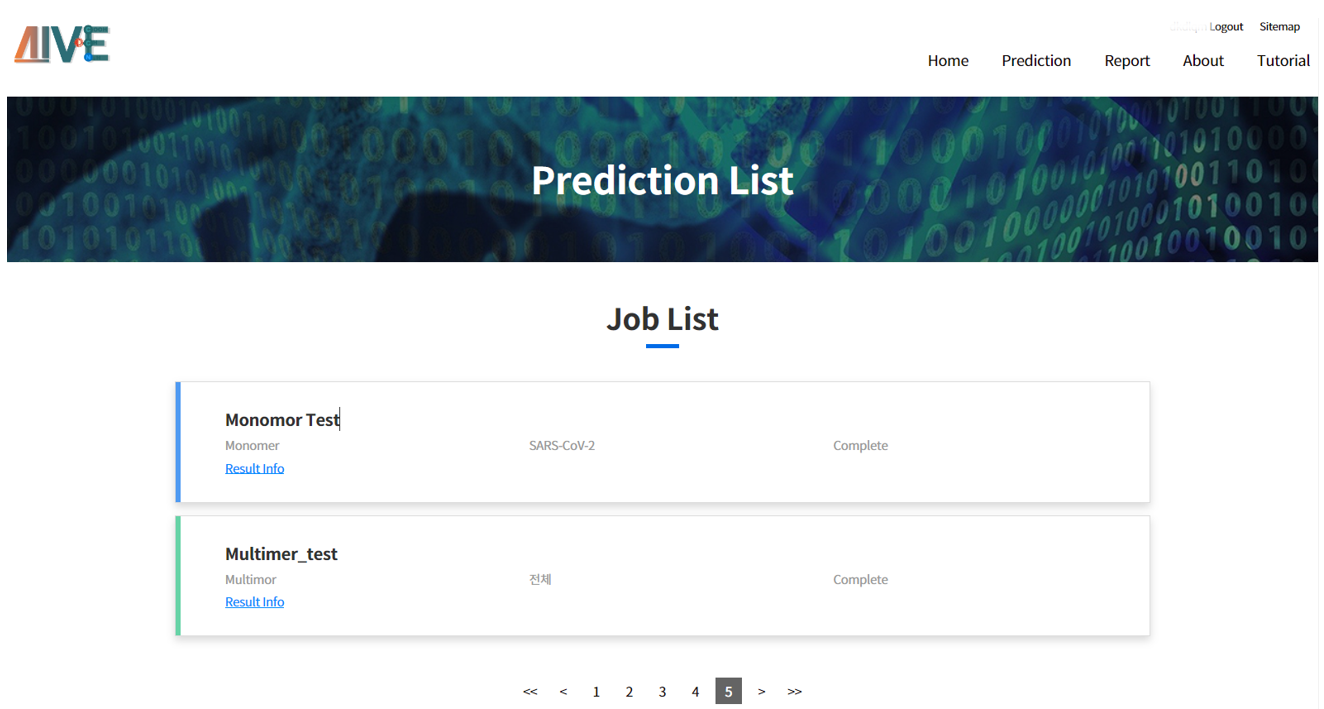 AIVE
Logout Sitemap
Home Prediction Report About Tutorial
Prediction List
Job List
Monomor Test
Monomer SARS-CoV-2 Complete
Result Info
Multimer_test
Multimor 전체 Complete
Result Info
<< < 1 2 3 4 5 > >>